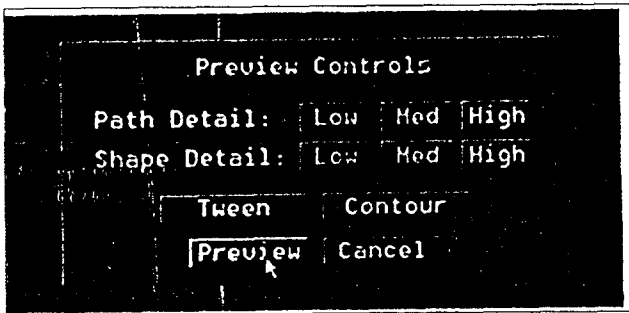 Preview Controls
Path Detail: Low Med High
Shape Detail: Low Med High
Tween Contour
Preview Cancel